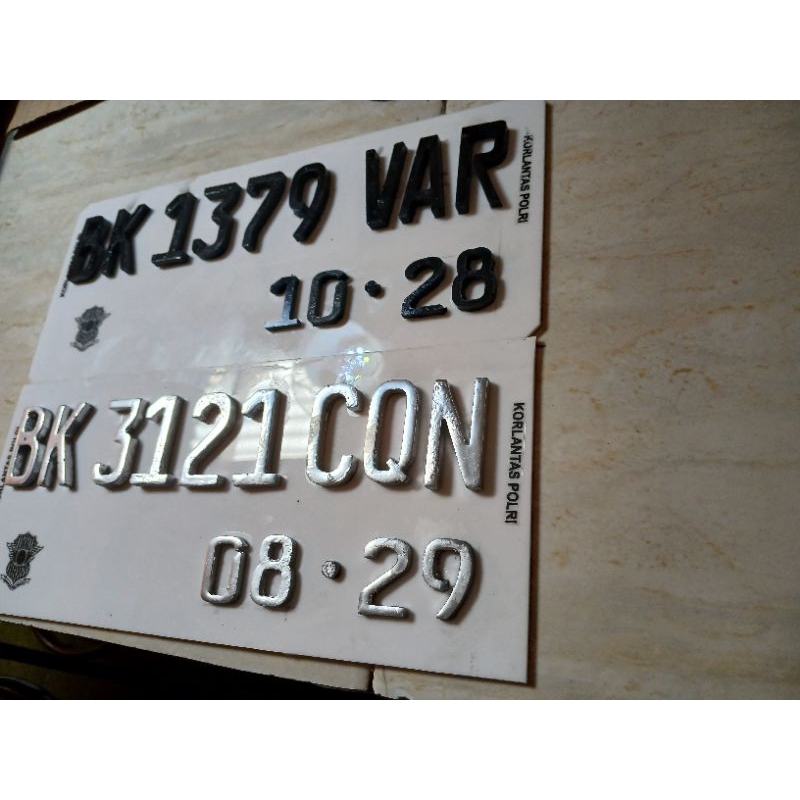 BK 1379 VAR
KORLANTAS POLRI
10·28
BK 3121 CQN
KORLANTAS POLRI
08·29